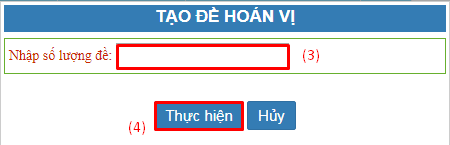 TẠO ĐỀ HOÁN VỊ
Nhập số lượng đề: (3)
(4) Thực hiện Hủy